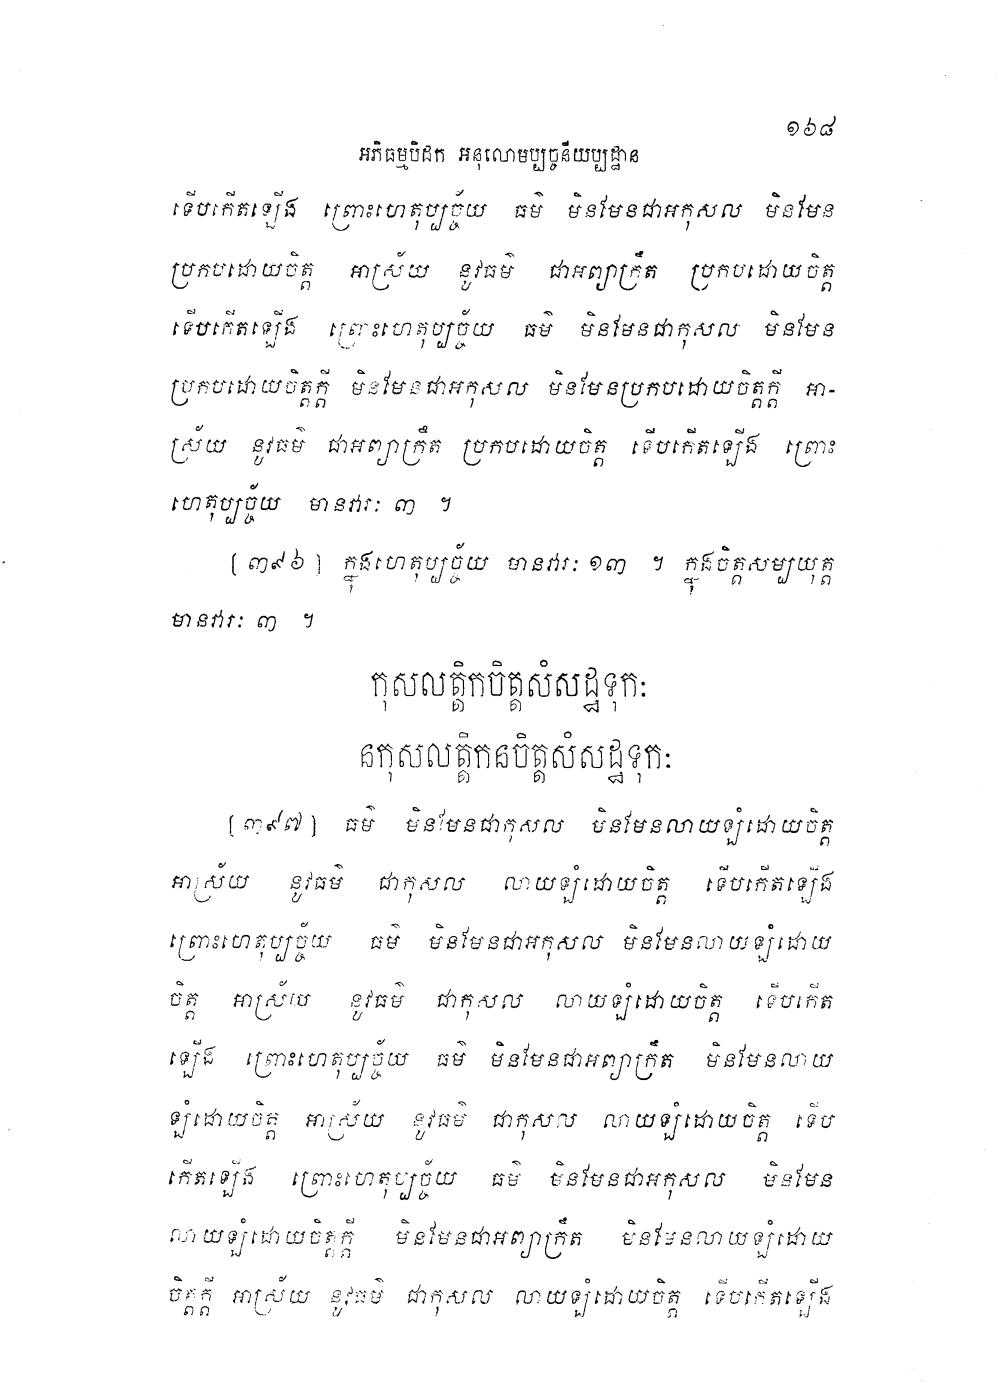 ១៦៨
អភិធម្មបិដក អនុលោមប្បច្ចនីយប្បដ្ឋាន
ទើបកើតឡើង ព្រោះហេតុប្បច្ច័យ ធម៌ មិនមែនជាអកុសល មិនមែន
ប្រកបដោយចិត្ត អាស្រ័យ នូវធម៌ ជាអព្យាក្រឹត ប្រកបដោយចិត្ត
ទើបកើតឡើង ព្រោះហេតុប្បច្ច័យ ធម៌ មិនមែនជាកុសល មិនមែន
ប្រកបដោយចិត្តក្តី មិនមែនជាអកុសល មិនមែនប្រកបដោយចិត្តក្តី អា-
ស្រ័យ នូវធម៌ ជាអព្យាក្រឹត ប្រកបដោយចិត្ត ទើបកើតឡើង ព្រោះ
ហេតុប្បច្ច័យ មានវារៈ ៣ ។
[៣៩៦] ក្នុងហេតុប្បច្ច័យ មានវារៈ ១៣ ។ ក្នុងចិត្តសម្បយុត្ត
មានវារៈ ៣ ។
កុសលត្តិកចិត្តសំសដ្ឋទុកៈ
នកុសលត្តិកនចិត្តសំសដ្ឋទុកៈ
[៣៩៧] ធម៌ មិនមែនជាកុសល មិនមែនលាយឡំដោយចិត្ត
អាស្រ័យ នូវធម៌ ជាកុសល លាយឡំដោយចិត្ត ទើបកើតឡើង
ព្រោះហេតុប្បច្ច័យ ធម៌ មិនមែនជាអកុសល មិនមែនលាយឡំដោយ
ចិត្ត អាស្រ័យ នូវធម៌ ជាកុសល លាយឡំដោយចិត្ត ទើបកើត
ឡើង ព្រោះហេតុប្បច្ច័យ ធម៌ មិនមែនជាអព្យាក្រឹត មិនមែនលាយ
ឡំដោយចិត្ត អាស្រ័យ នូវធម៌ ជាកុសល លាយឡំដោយចិត្ត ទើប
កើតឡើង ព្រោះហេតុប្បច្ច័យ ធម៌ មិនមែនជាអកុសល មិនមែន
លាយឡំដោយចិត្តក្តី មិនមែនជាអព្យាក្រឹត មិនមែនលាយឡំដោយ
ចិត្តក្តី អាស្រ័យ នូវធម៌ ជាកុសល លាយឡំដោយចិត្ត ទើបកើតឡើង